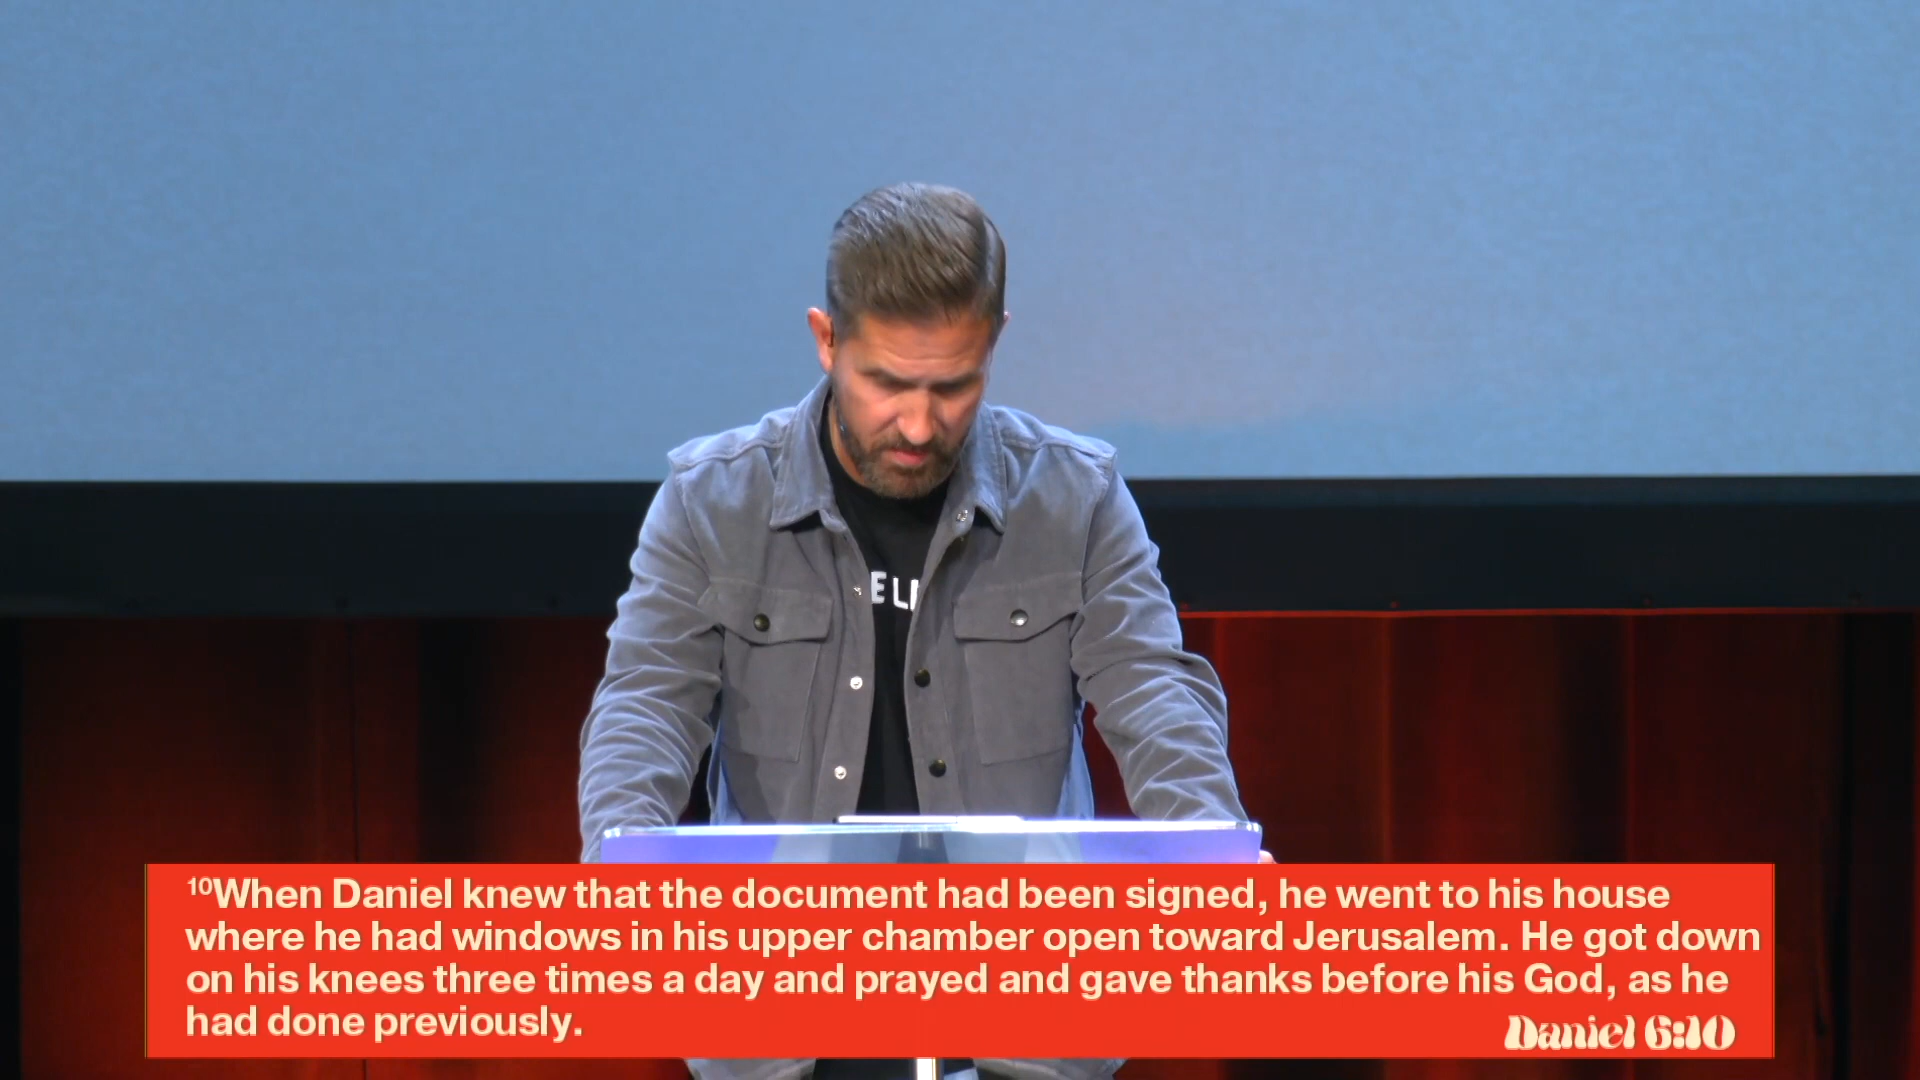 E LI
¹⁰When Daniel knew that the document had been signed, he went to his house
where he had windows in his upper chamber open toward Jerusalem. He got down
on his knees three times a day and prayed and gave thanks before his God, as he
had done previously.
Daniel 6:10